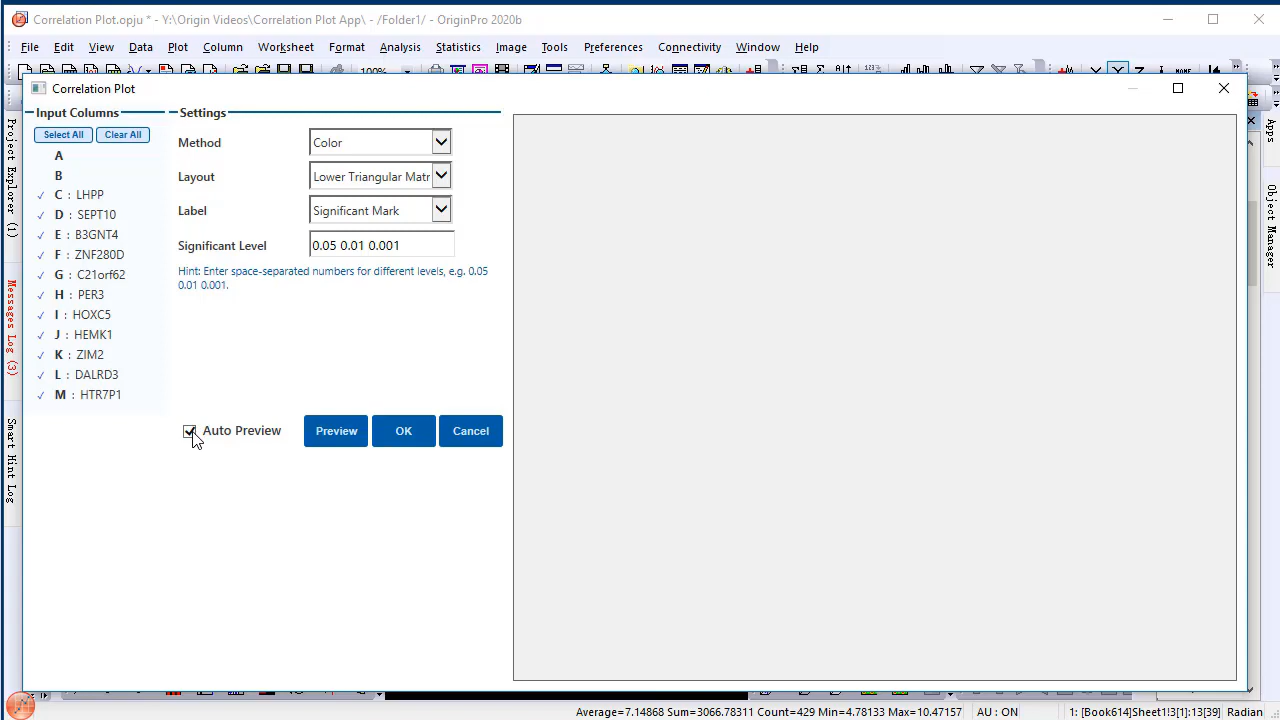 Correlation Plot.opju * - Y:\Origin Videos\Correlation Plot App\ - /Folder1/ - OriginPro 2020b
File Edit View Data Plot Column Worksheet Format Analysis Statistics Image Tools Preferences Connectivity Window Help
100%
Correlation Plot
Input Columns
Select All Clear All
A
B
✓ C : LHPP
✓ D : SEPT10
✓ E : B3GNT4
✓ F : ZNF280D
✓ G : C21orf62
✓ H : PER3
✓ I : HOXC5
✓ J : HEMK1
✓ K : ZIM2
✓ L : DALRD3
✓ M : HTR7P1
Settings
Method Color
Layout Lower Triangular Matr
Label Significant Mark
Significant Level 0.05 0.01 0.001
Hint: Enter space-separated numbers for different levels, e.g. 0.05
0.01 0.001.
Auto Preview Preview OK Cancel
Project Explorer (1)
Messages Log (3)
Smart Hint Log
Apps
Object Manager
Average=7.14868 Sum=3066.78311 Count=429 Min=4.78133 Max=10.47157 AU : ON 1: [Book614]Sheet1!3[1]:13[39] Radian